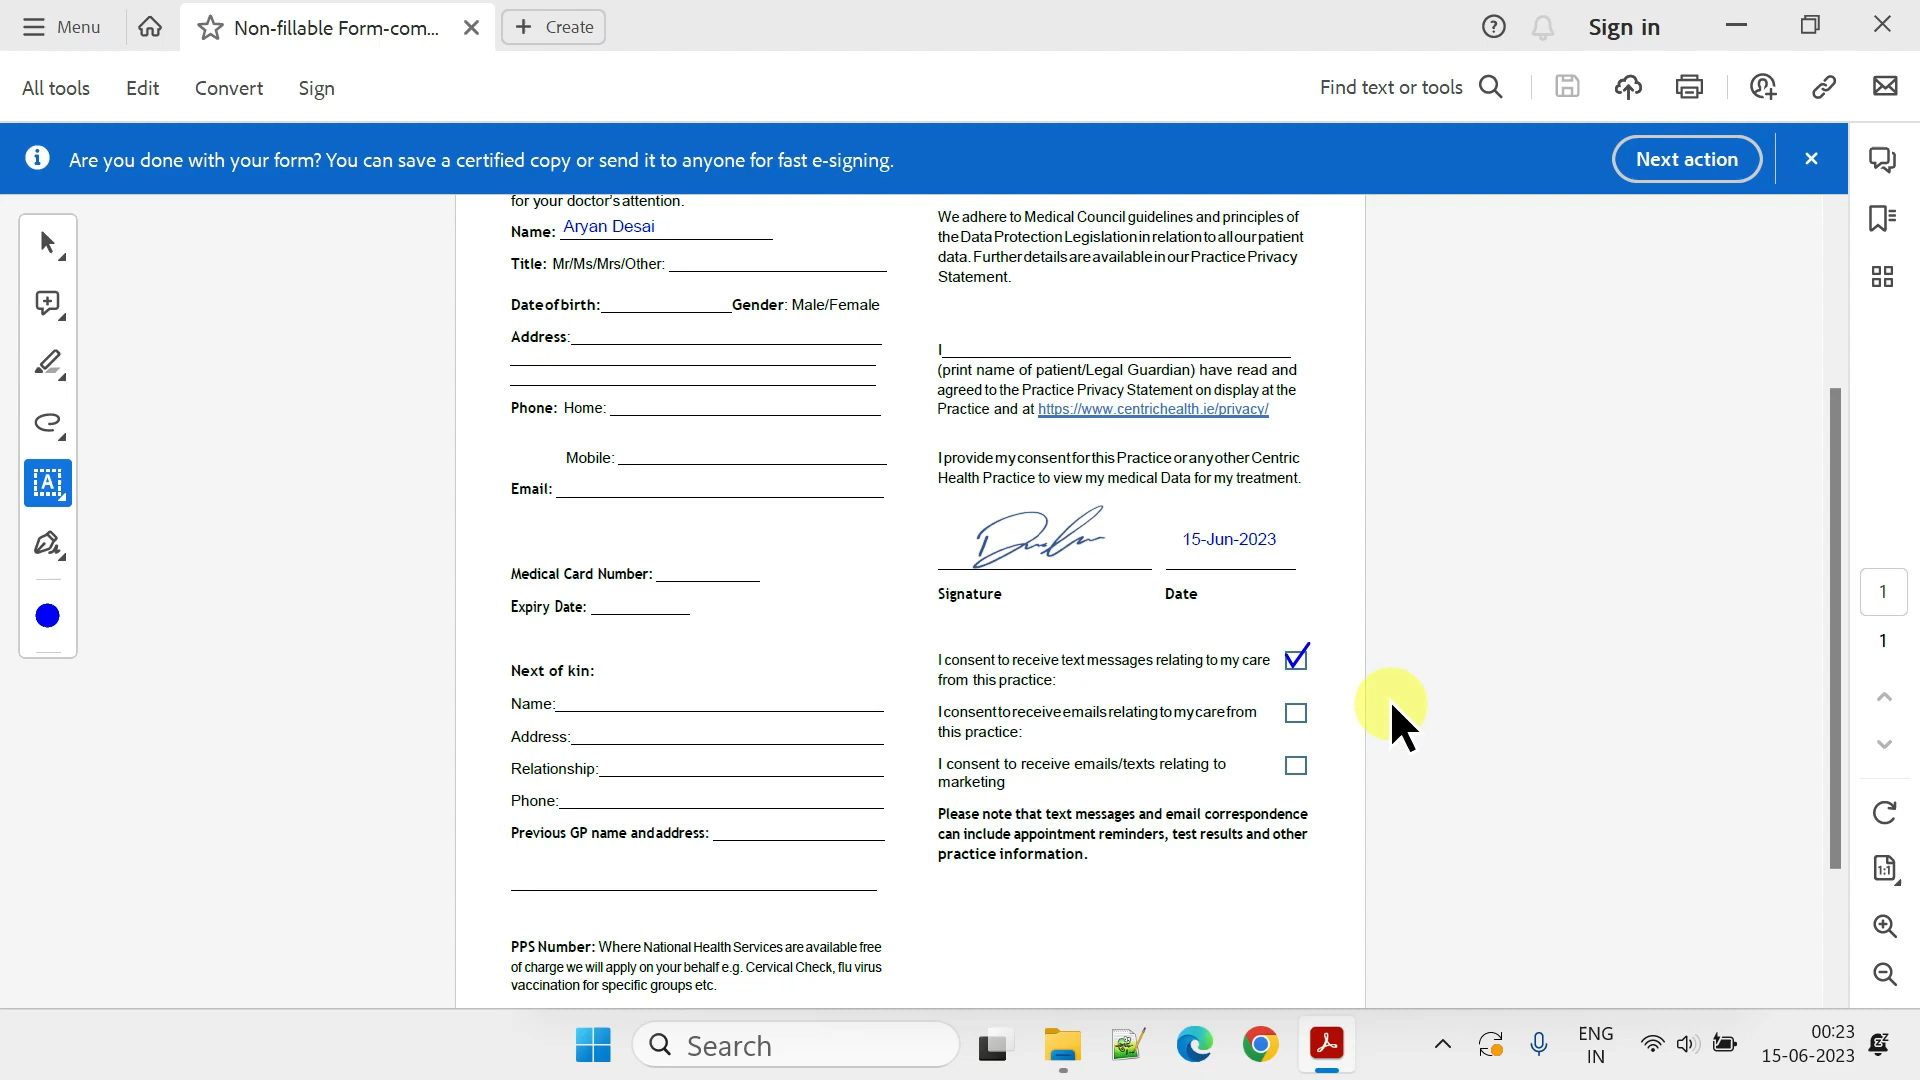 Menu
Non-fillable Form-com...
Create
Sign in
All tools
Edit
Convert
Sign
Find text or tools
Are you done with your form? You can save a certified copy or send it to anyone for fast e-signing.
Next action
for your doctor's attention.
Name: Aryan Desai
Title: Mr/Ms/Mrs/Other:
Date of birth: Gender: Male/Female
Address:
Phone: Home:
Mobile:
Email:
Medical Card Number:
Expiry Date:
Next of kin:
Name:
Address:
Relationship:
Phone:
Previous GP name and address:
PPS Number: Where National Health Services are available free
of charge we will apply on your behalf e.g. Cervical Check, flu virus
vaccination for specific groups etc.
We adhere to Medical Council guidelines and principles of
the Data Protection Legislation in relation to all our patient
data. Further details are available in our Practice Privacy
Statement.
I
(print name of patient/Legal Guardian) have read and
agreed to the Practice Privacy Statement on display at the
Practice and at https://www.centrichealth.ie/privacy/
I provide my consent for this Practice or any other Centric
Health Practice to view my medical Data for my treatment.
15-Jun-2023
Signature
Date
I consent to receive text messages relating to my care
from this practice:
I consent to receive emails relating to my care from
this practice:
I consent to receive emails/texts relating to
marketing
Please note that text messages and email correspondence
can include appointment reminders, test results and other
practice information.
1
1
1:1
Search
ENG
IN
00:23
15-06-2023